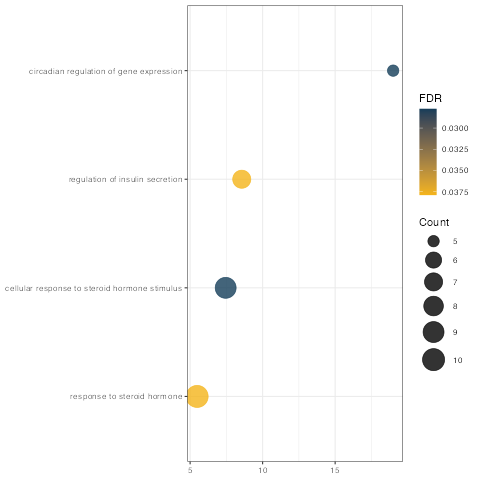 circadian regulation of gene expression
regulation of insulin secretion
cellular response to steroid hormone stimulus
response to steroid hormone
5
10
15
FDR
0.0300
0.0325
0.0350
0.0375
Count
5
6
7
8
9
10